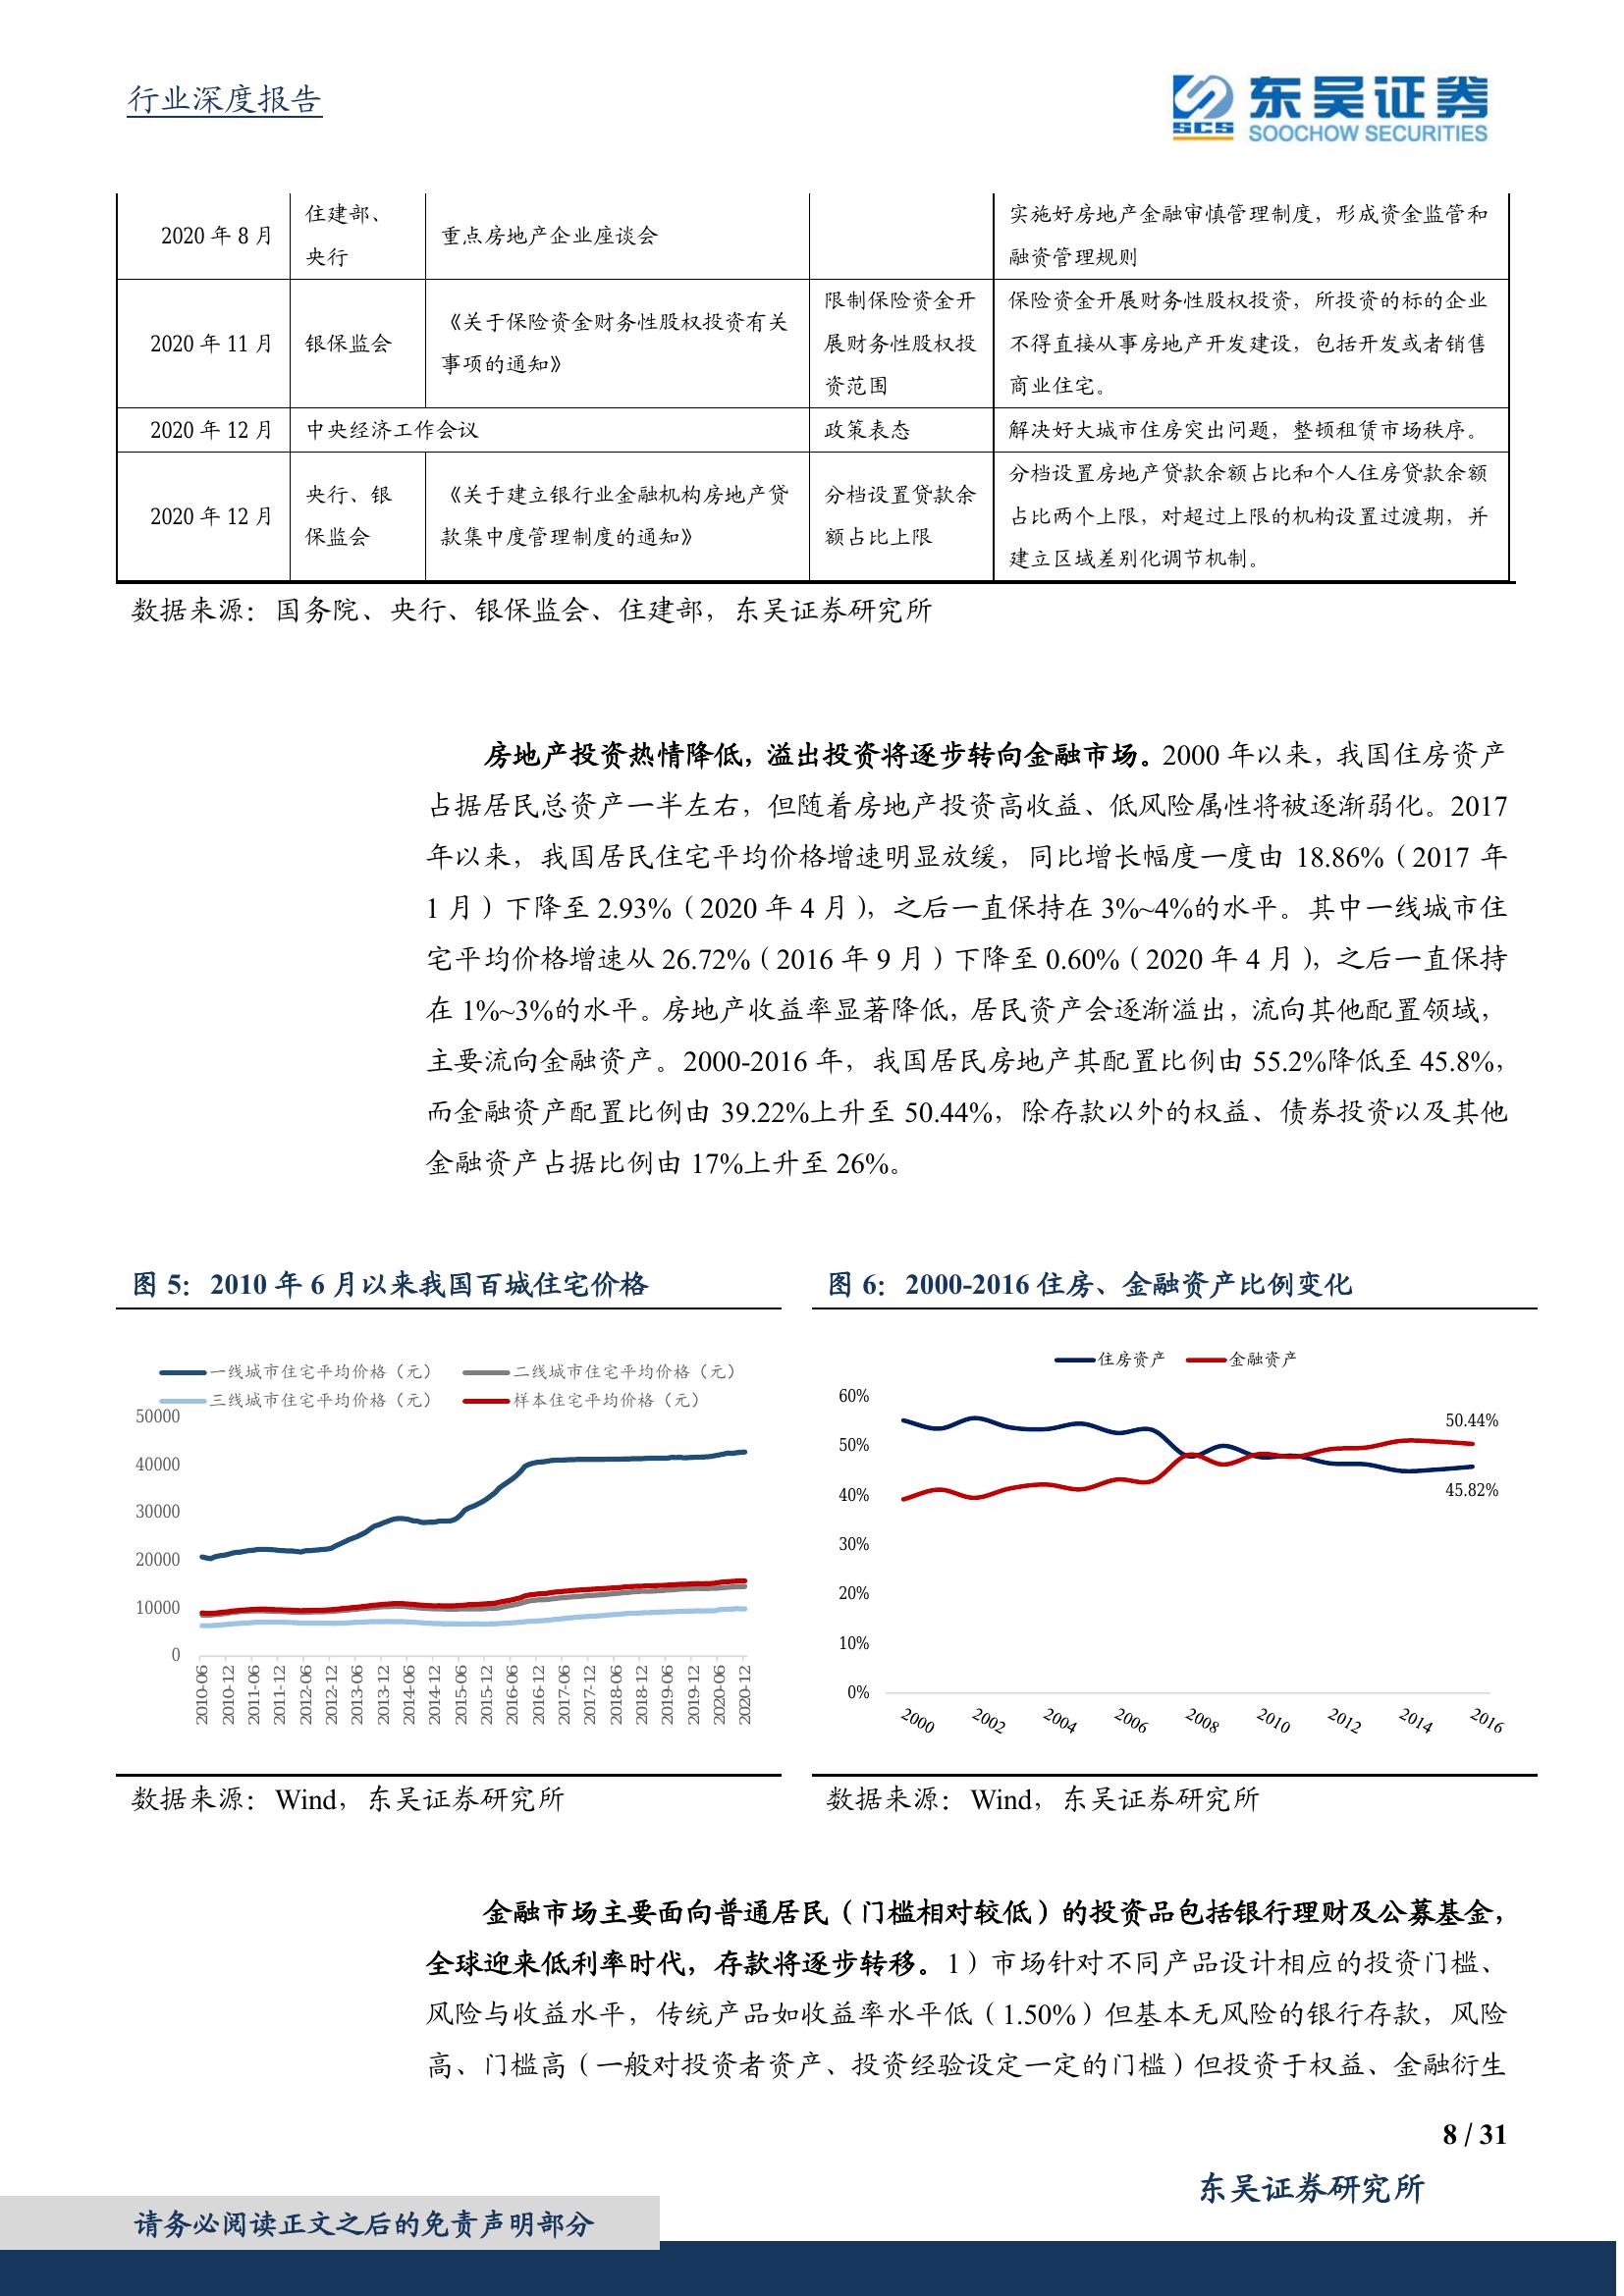 行业深度报告
SCS
东吴证券
SOOCHOW SECURITIES
2020 年 8 月
住建部、
央行
重点房地产企业座谈会
实施好房地产金融审慎管理制度，形成资金监管和
融资管理规则
2020 年 11 月
银保监会
《关于保险资金财务性股权投资有关
事项的通知》
限制保险资金开
展财务性股权投
资范围
保险资金开展财务性股权投资，所投资的标的企业
不得直接从事房地产开发建设，包括开发或者销售
商业住宅。
2020 年 12 月
中央经济工作会议
政策表态
解决好大城市住房突出问题，整顿租赁市场秩序。
2020 年 12 月
央行、银
保监会
《关于建立银行业金融机构房地产贷
款集中度管理制度的通知》
分档设置贷款余
额占比上限
分档设置房地产贷款余额占比和个人住房贷款余额
占比两个上限，对超过上限的机构设置过渡期，并
建立区域差别化调节机制。
数据来源：国务院、央行、银保监会、住建部，东吴证券研究所
房地产投资热情降低，溢出投资将逐步转向金融市场。2000 年以来，我国住房资产
占据居民总资产一半左右，但随着房地产投资高收益、低风险属性将被逐渐弱化。2017
年以来，我国居民住宅平均价格增速明显放缓，同比增长幅度一度由 18.86%（2017 年
1 月）下降至 2.93%（2020 年 4 月），之后一直保持在 3%~4%的水平。其中一线城市住
宅平均价格增速从 26.72%（2016 年 9 月）下降至 0.60%（2020 年 4 月），之后一直保持
在 1%~3%的水平。房地产收益率显著降低，居民资产会逐渐溢出，流向其他配置领域，
主要流向金融资产。2000-2016 年，我国居民房地产其配置比例由 55.2%降低至 45.8%，
而金融资产配置比例由 39.22%上升至 50.44%，除存款以外的权益、债券投资以及其他
金融资产占据比例由 17%上升至 26%。
图 5：2010 年 6 月以来我国百城住宅价格
一线城市住宅平均价格（元）
二线城市住宅平均价格（元）
三线城市住宅平均价格（元）
样本住宅平均价格（元）
50000
40000
30000
20000
10000
0
2010-06
2010-12
2011-06
2011-12
2012-06
2012-12
2013-06
2013-12
2014-06
2014-12
2015-06
2015-12
2016-06
2016-12
2017-06
2017-12
2018-06
2018-12
2019-06
2019-12
2020-06
2020-12
数据来源：Wind，东吴证券研究所
图 6：2000-2016 住房、金融资产比例变化
住房资产
金融资产
60%
50%
40%
30%
20%
10%
0%
50.44%
45.82%
2000
2002
2004
2006
2008
2010
2012
2014
2016
数据来源：Wind，东吴证券研究所
金融市场主要面向普通居民（门槛相对较低）的投资品包括银行理财及公募基金，
全球迎来低利率时代，存款将逐步转移。1）市场针对不同产品设计相应的投资门槛、
风险与收益水平，传统产品如收益率水平低（1.50%）但基本无风险的银行存款，风险
高、门槛高（一般对投资者资产、投资经验设定一定的门槛）但投资于权益、金融衍生
8 / 31
东吴证券研究所
请务必阅读正文之后的免责声明部分